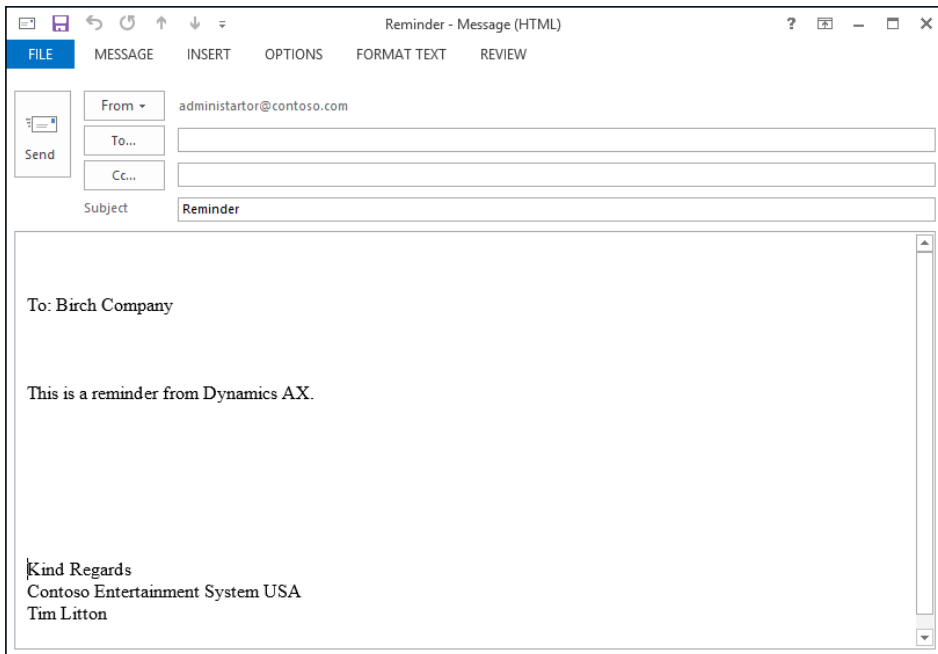 Reminder - Message (HTML)
FILE MESSAGE INSERT OPTIONS FORMAT TEXT REVIEW
From administartor@contoso.com
Send
To...
Cc...
Subject Reminder
To: Birch Company
This is a reminder from Dynamics AX.
Kind Regards
Contoso Entertainment System USA
Tim Litton